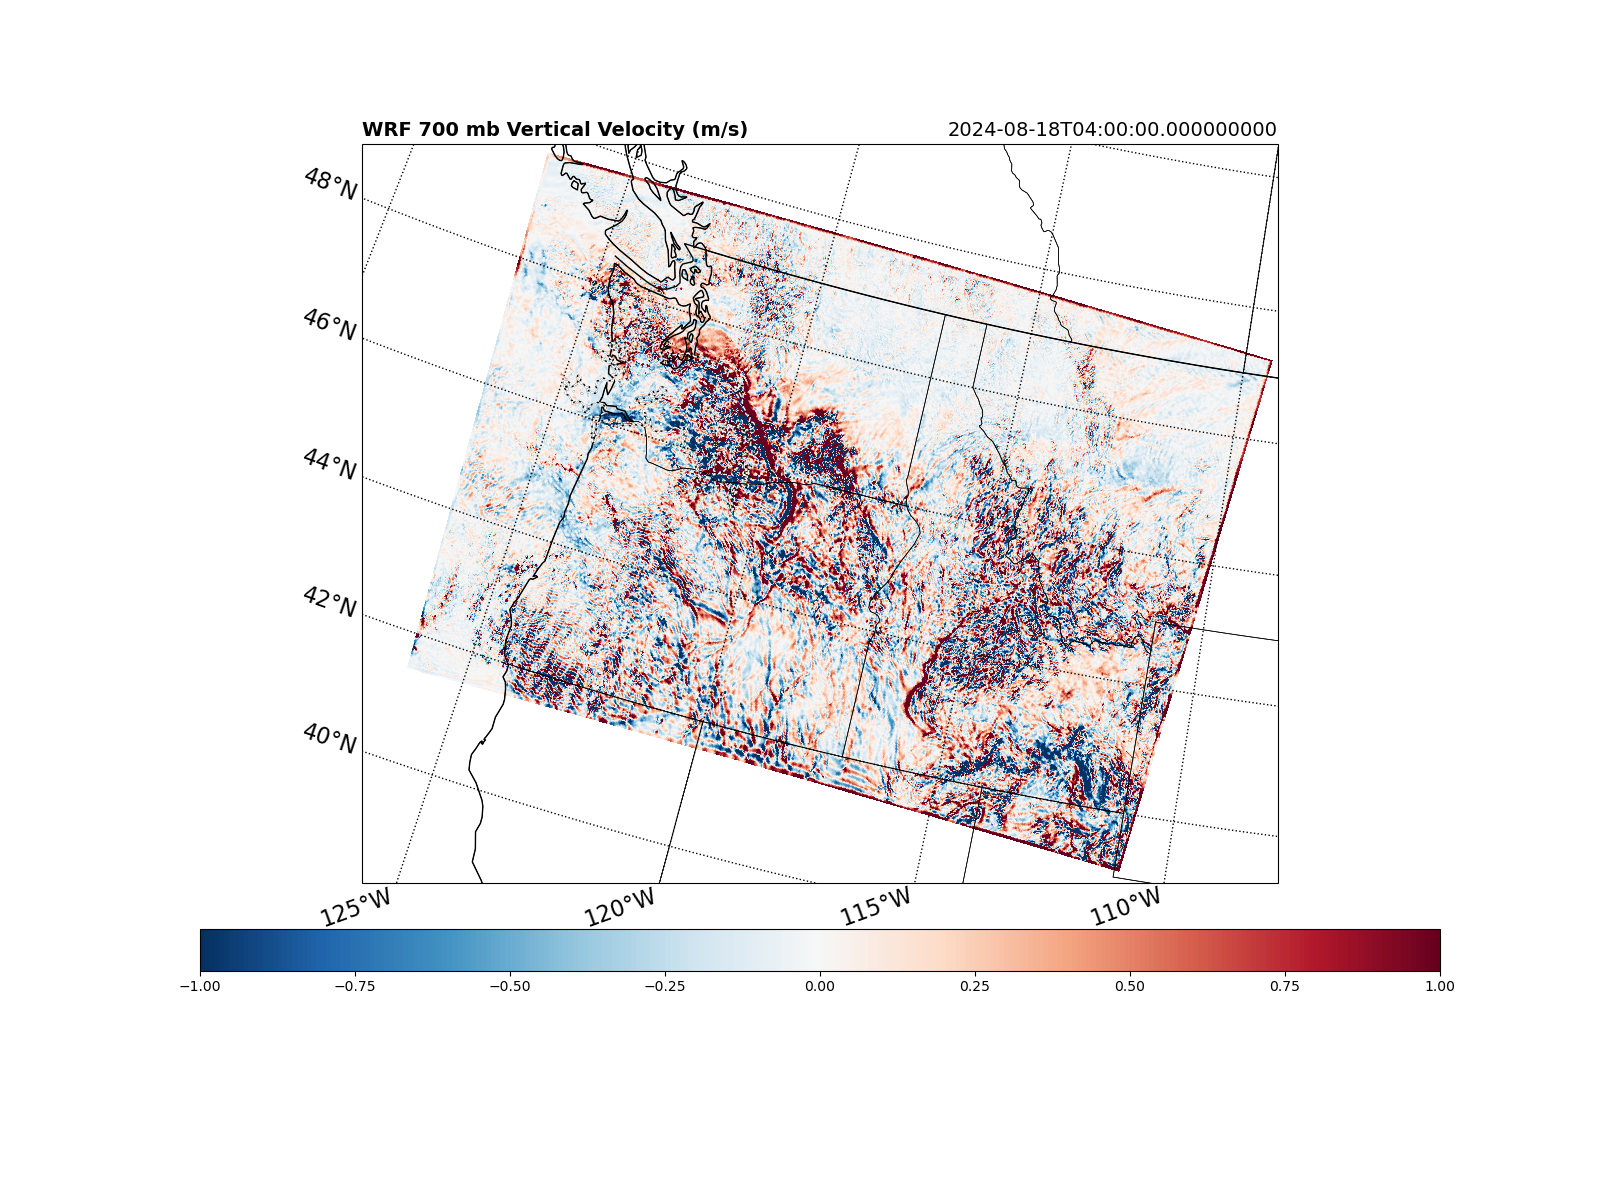 WRF 700 mb Vertical Velocity (m/s) 2024-08-18T04:00:00.000000000
48°N
46°N
44°N
42°N
40°N
125°W 120°W 115°W 110°W
−1.00 −0.75 −0.50 −0.25 0.00 0.25 0.50 0.75 1.00